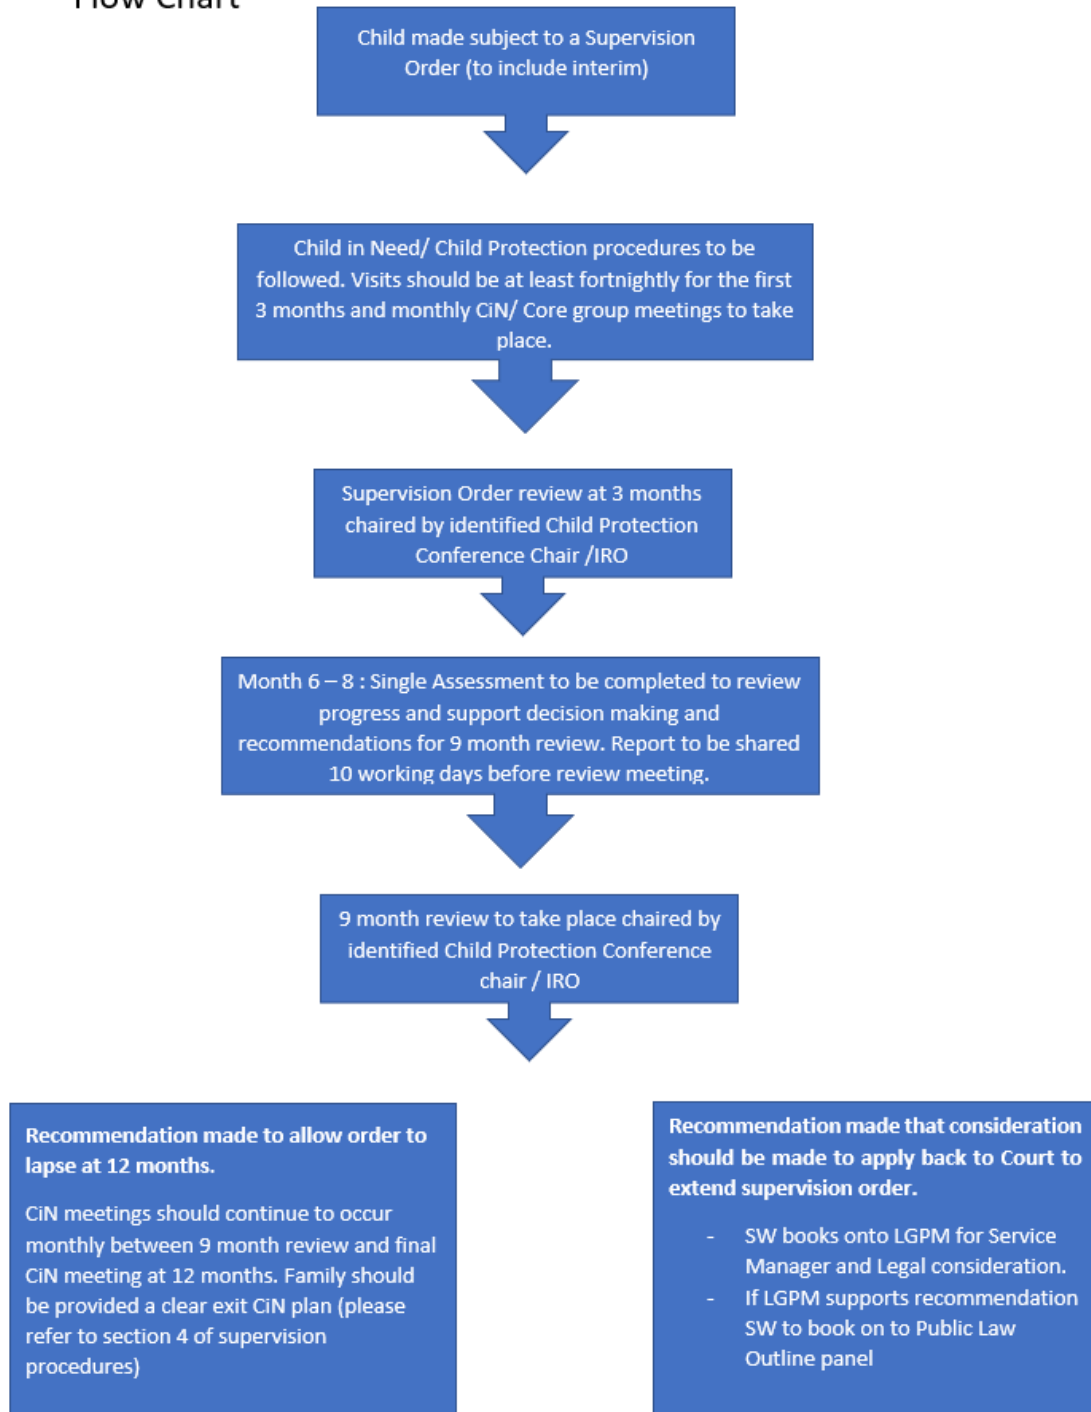 Flow Chart
Child made subject to a Supervision
Order (to include interim)
Child in Need/ Child Protection procedures to be
followed. Visits should be at least fortnightly for the first
3 months and monthly CiN/ Core group meetings to take
place.
Supervision Order review at 3 months
chaired by identified Child Protection
Conference Chair /IRO
Month 6 – 8 : Single Assessment to be completed to review
progress and support decision making and
recommendations for 9 month review. Report to be shared
10 working days before review meeting.
9 month review to take place chaired by
identified Child Protection Conference
chair / IRO
Recommendation made to allow order to
lapse at 12 months.
CiN meetings should continue to occur
monthly between 9 month review and final
CiN meeting at 12 months. Family should
be provided a clear exit CiN plan (please
refer to section 4 of supervision
procedures)
Recommendation made that consideration
should be made to apply back to Court to
extend supervision order.
- SW books onto LGPM for Service
Manager and Legal consideration.
- If LGPM supports recommendation
SW to book on to Public Law
Outline panel